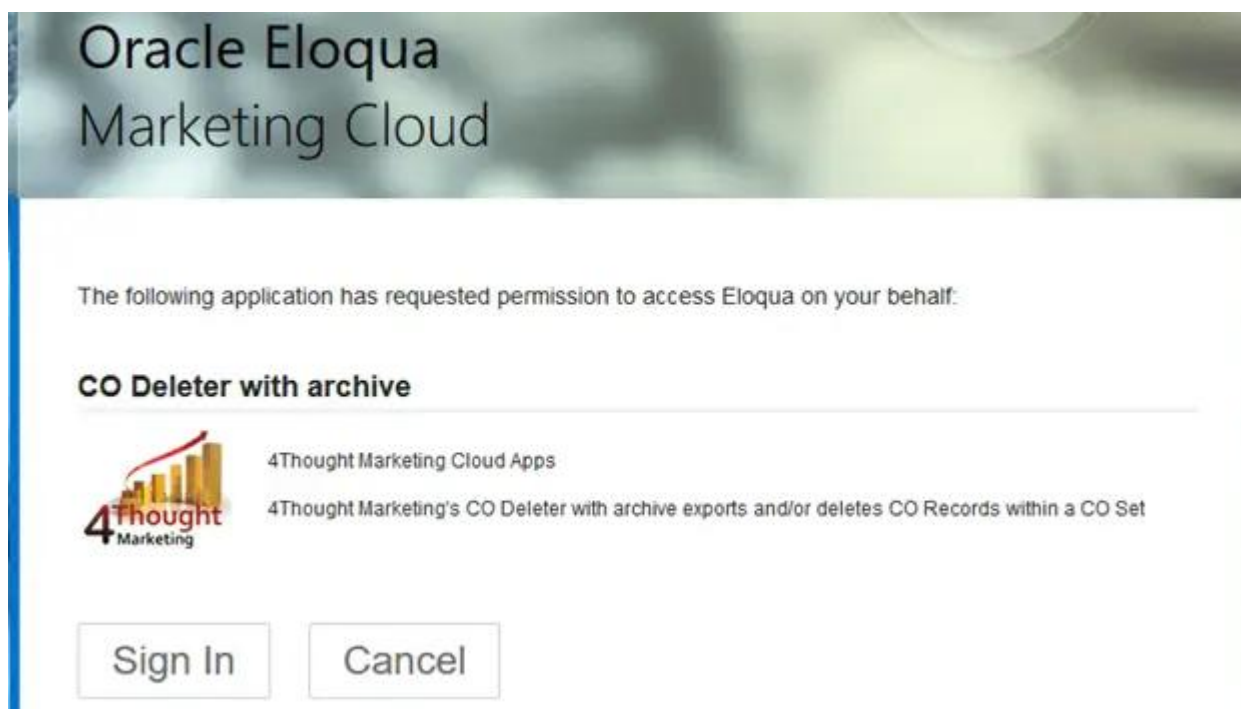 Oracle Eloqua
Marketing Cloud
The following application has requested permission to access Eloqua on your behalf:
CO Deleter with archive
4Thought Marketing Cloud Apps
4Thought Marketing's CO Deleter with archive exports and/or deletes CO Records within a CO Set
4Thought
Marketing
Sign In
Cancel